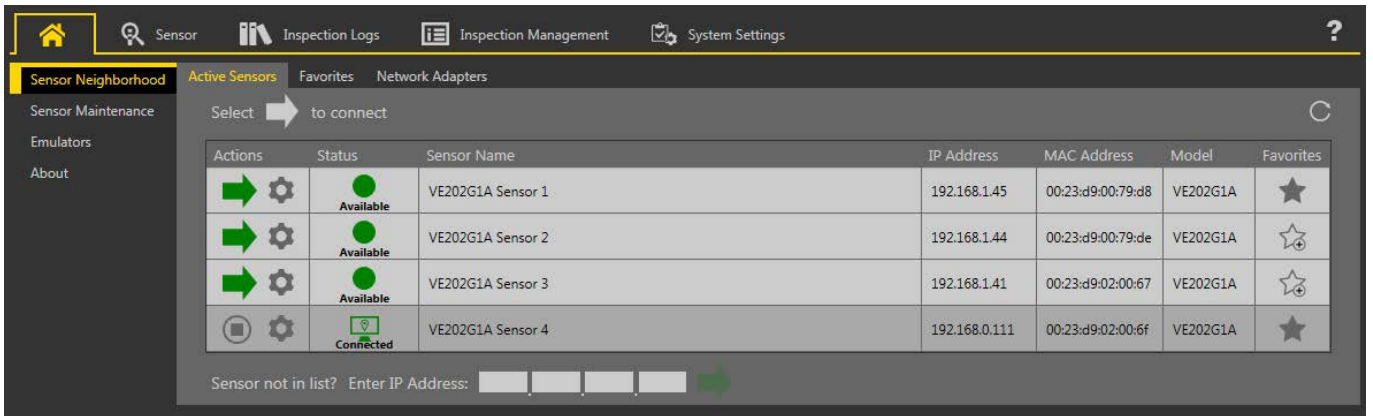 Sensor Inspection Logs Inspection Management System Settings ?
Sensor Neighborhood
Sensor Maintenance
Emulators
About
Active Sensors Favorites Network Adapters
Select to connect
Actions Status Sensor Name IP Address MAC Address Model Favorites
Available VE202G1A Sensor 1 192.168.1.45 00:23:d9:00:79:d8 VE202G1A
Available VE202G1A Sensor 2 192.168.1.44 00:23:d9:00:79:de VE202G1A
Available VE202G1A Sensor 3 192.168.1.41 00:23:d9:02:00:67 VE202G1A
Connected VE202G1A Sensor 4 192.168.0.111 00:23:d9:02:00:6f VE202G1A
Sensor not in list? Enter IP Address: . . .